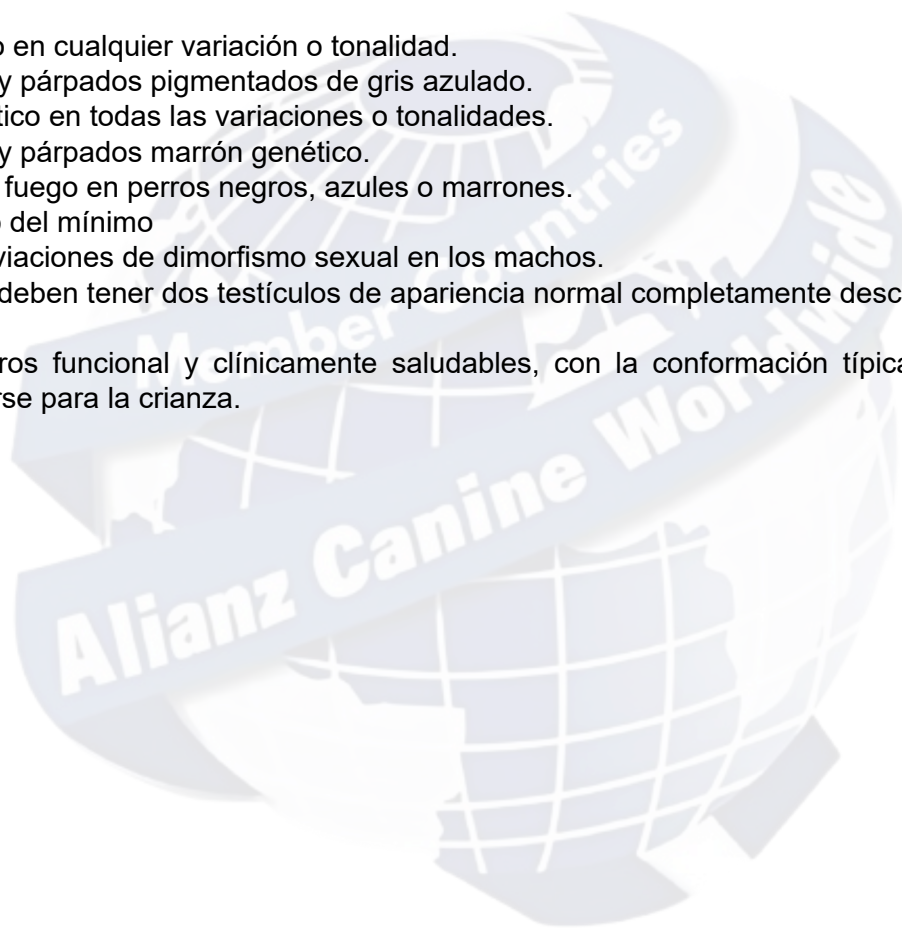 o en cualquier variación o tonalidad.
y párpados pigmentados de gris azulado.
tico en todas las variaciones o tonalidades.
y párpados marrón genético.
fuego en perros negros, azules o marrones.
o del mínimo
viaciones de dimorfismo sexual en los machos.
deben tener dos testículos de apariencia normal completamente desc
ros funcional y clínicamente saludables, con la conformación típica
rse para la crianza.
Member Countries
Alianz Canine Worldwide